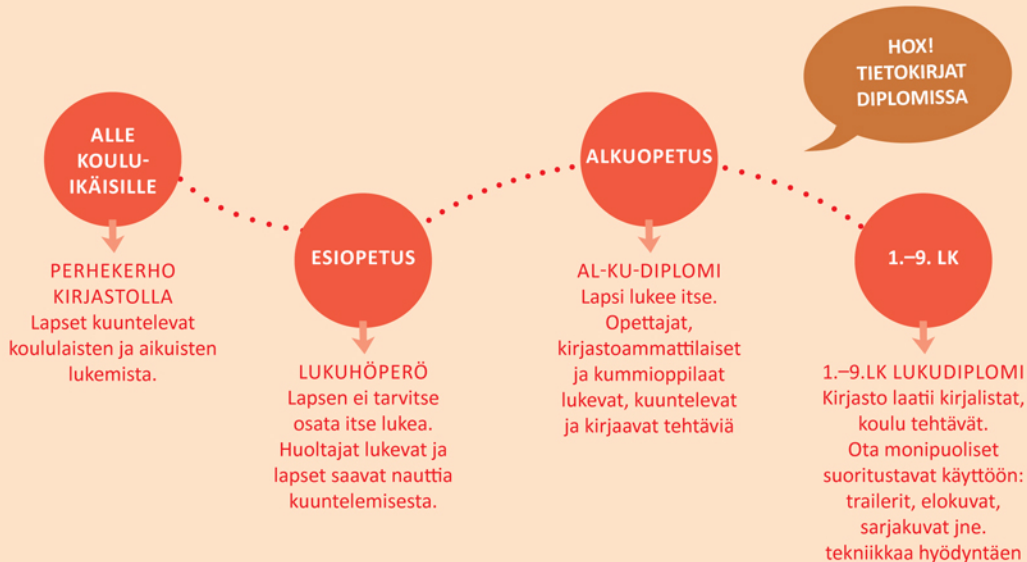 HOX!
TIETOKIRJAT
DIPLOMISSA
ALLE
KOULU-
IKÄISILLE
PERHEKERHO
KIRJASTOLLA
Lapset kuuntelevat
koululaisten ja aikuisten
lukemista.
ESIOPETUS
LUKUHÖPERÖ
Lapsen ei tarvitse
osata itse lukea.
Huoltajat lukevat ja
lapset saavat nauttia
kuuntelemisesta.
ALKUOPETUS
AL-KU-DIPLOMI
Lapsi lukee itse.
Opettajat,
kirjastoammattilaiset
ja kummioppilaat
lukevat, kuuntelevat
ja kirjaavat tehtäviä
1.–9. LK
1.–9.LK LUKUDIPLOMI
Kirjasto laatii kirjalistat,
koulu tehtävät.
Ota monipuoliset
suoritustavat käyttöön:
trailerit, elokuvat,
sarjakuvat jne.
tekniikkaa hyödyntäen